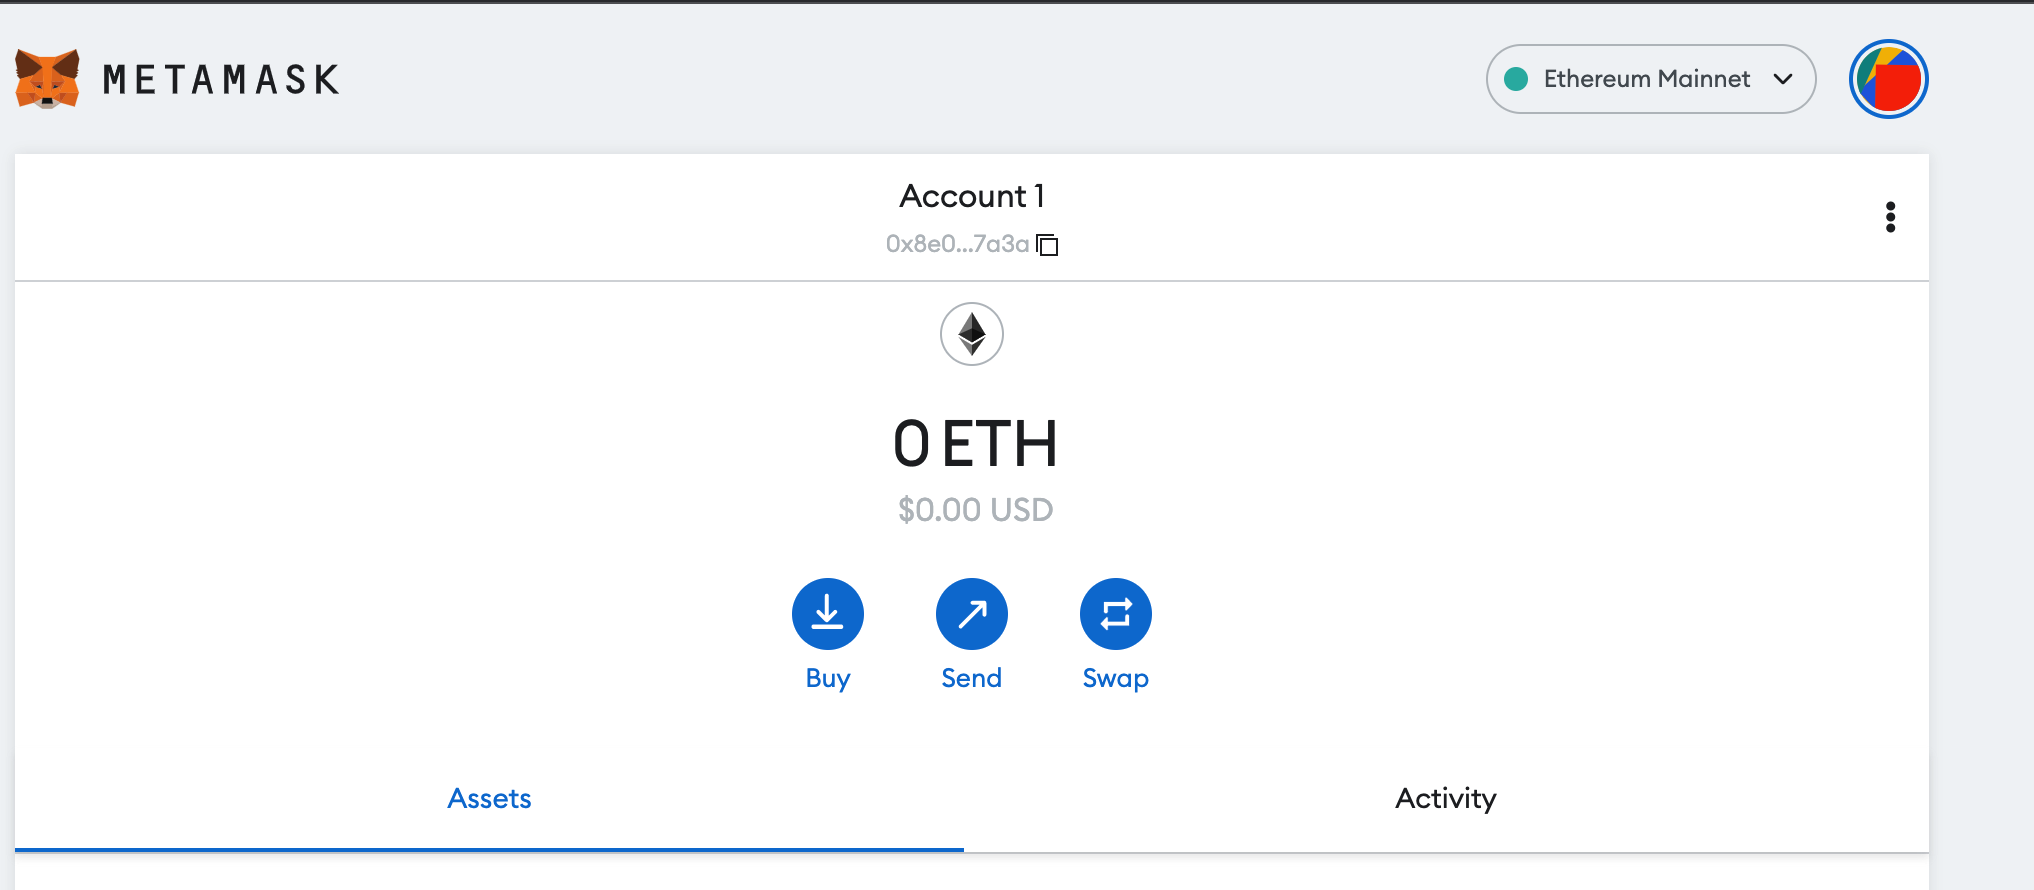 METAMASK
Ethereum Mainnet
Account 1
0x8e0...7a3a
0 ETH
$0.00 USD
Buy
Send
Swap
Assets
Activity